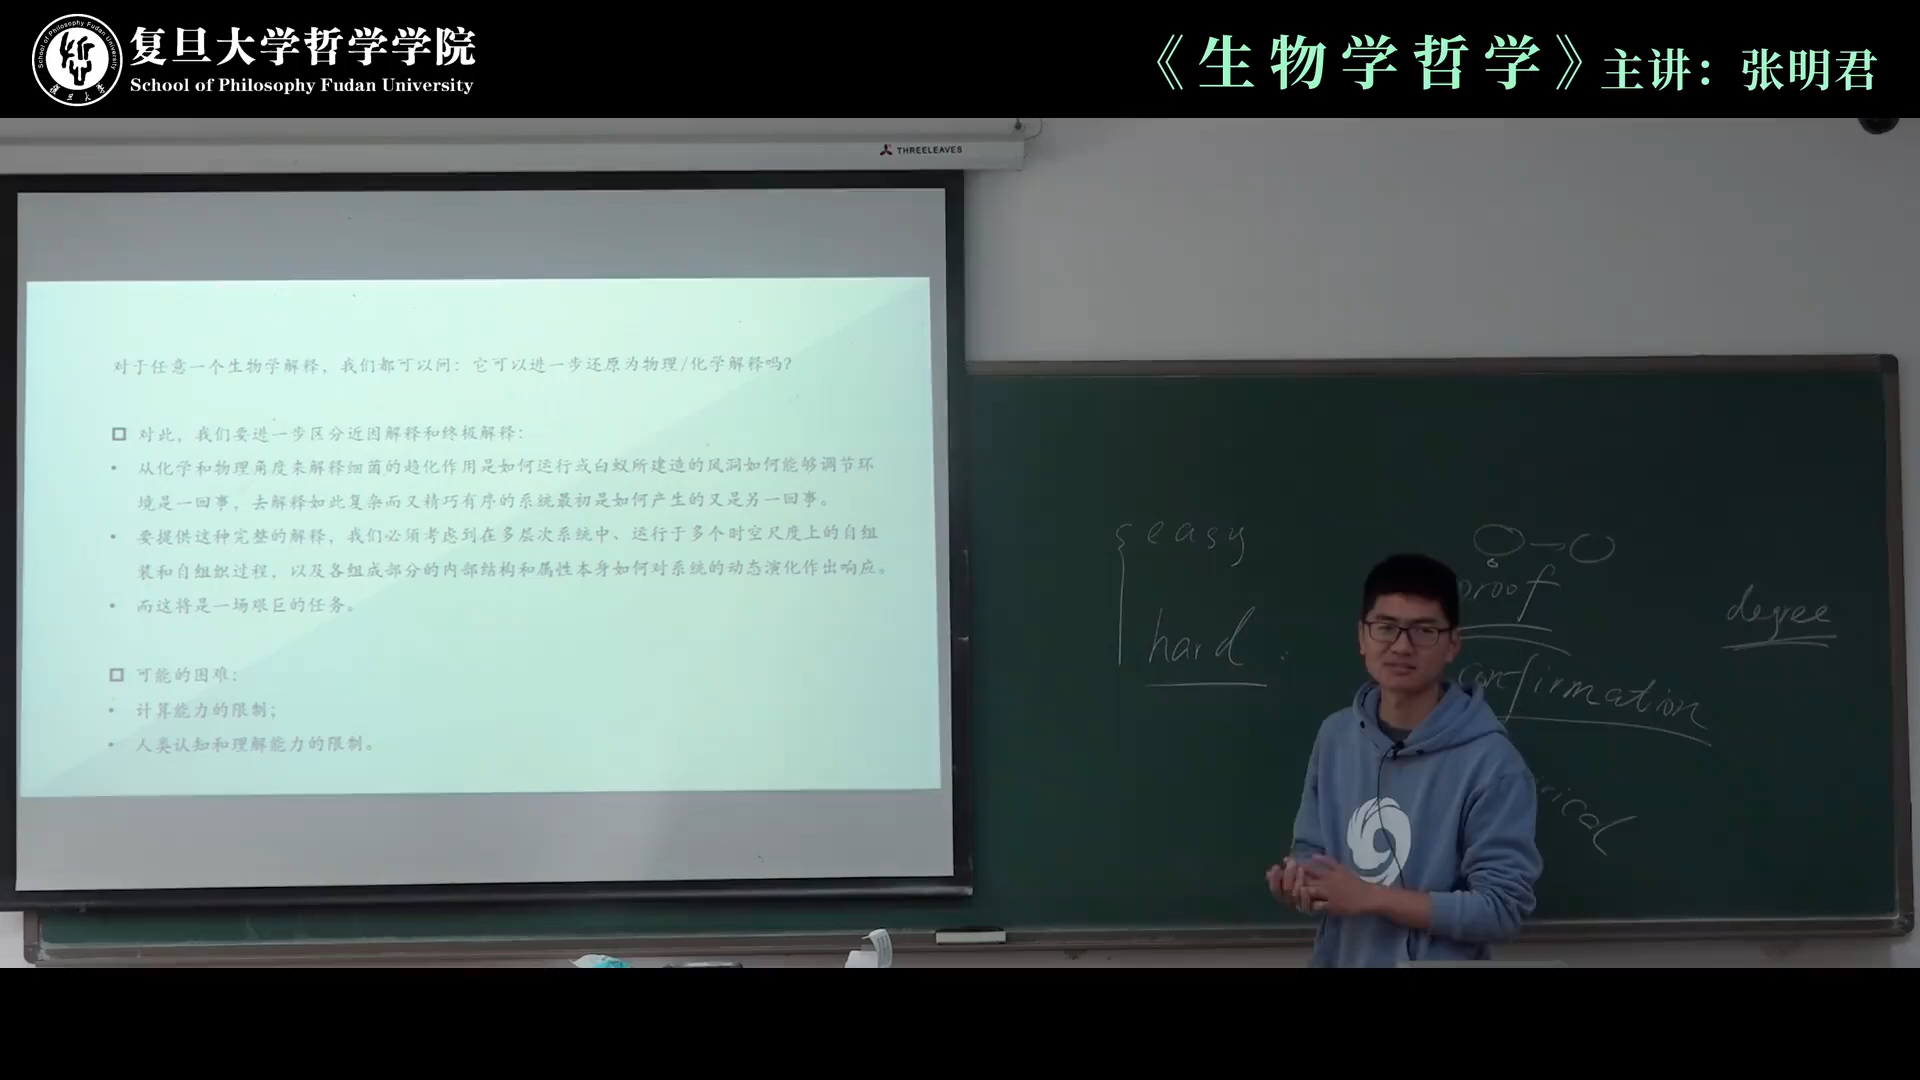 复旦大学哲学学院
School of Philosophy Fudan University
《生物学哲学》主讲：张明君
THREELEAVES
对于任意一个生物学解释，我们都可以问：它可以进一步还原为物理/化学解释吗？
对此，我们要进一步区分近因解释和终极解释：
• 从化学和物理角度来解释细菌的趋化作用是如何运行或白蚁所建造的风洞如何能够调节环
境是一回事，去解释如此复杂而又精巧有序的系统最初是如何产生的又是另一回事。
• 要提供这种完整的解释，我们必须考虑到在多层次系统中、运行于多个时空尺度上的自组
装和自组织过程，以及各组成部分的内部结构和属性本身如何对系统的动态演化作出响应。
• 而这将是一场艰巨的任务。
可能的困难：
• 计算能力的限制；
• 人类认知和理解能力的限制。
easy
hard
proof
confirmation
degree